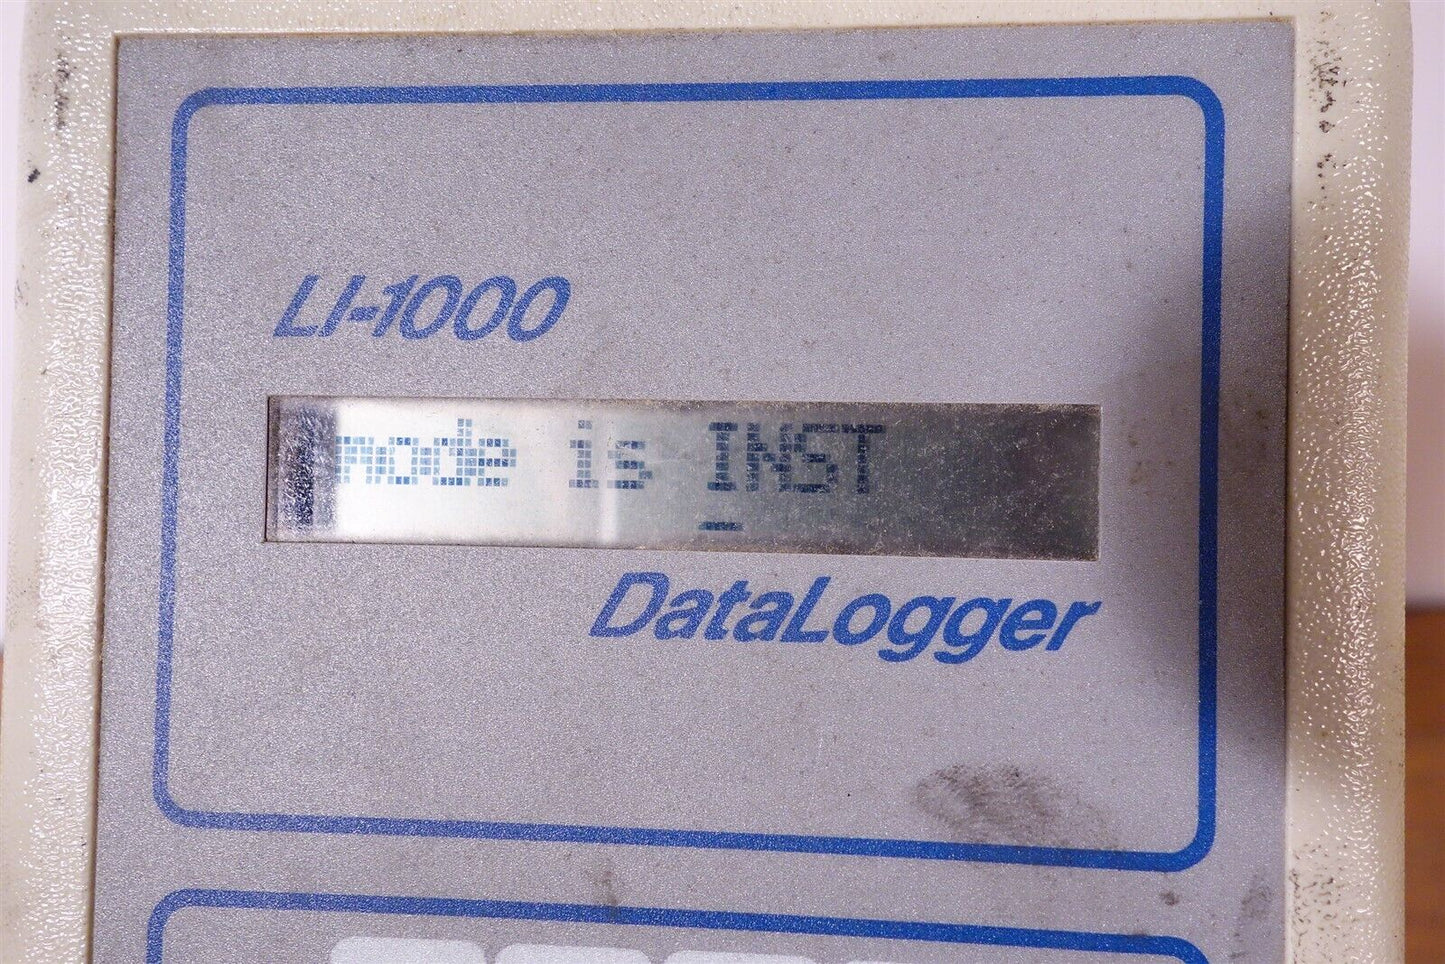 LI-1000
mode is INST
DataLogger